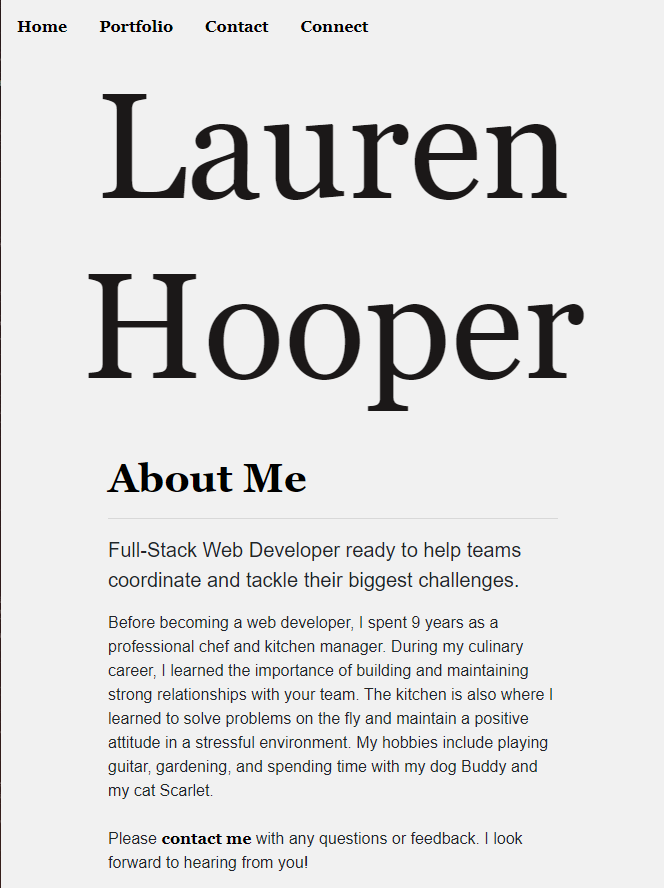 Home Portfolio Contact Connect
Lauren
Hooper
About Me
Full-Stack Web Developer ready to help teams
coordinate and tackle their biggest challenges.
Before becoming a web developer, I spent 9 years as a
professional chef and kitchen manager. During my culinary
career, I learned the importance of building and maintaining
strong relationships with your team. The kitchen is also where I
learned to solve problems on the fly and maintain a positive
attitude in a stressful environment. My hobbies include playing
guitar, gardening, and spending time with my dog Buddy and
my cat Scarlet.
Please contact me with any questions or feedback. I look
forward to hearing from you!